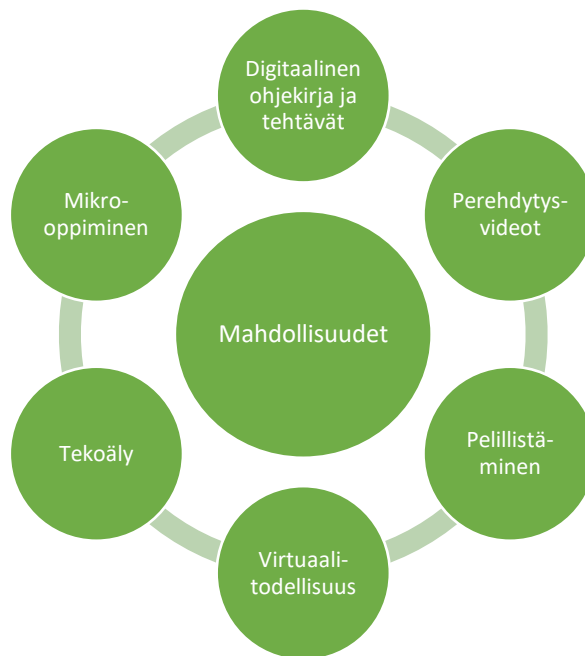 Digitaalinen
ohjekirja ja
tehtävät
Mikro-
oppiminen
Perehdytys-
videot
Mahdollisuudet
Tekoäly
Pelillistä-
minen
Virtuaali-
todellisuus